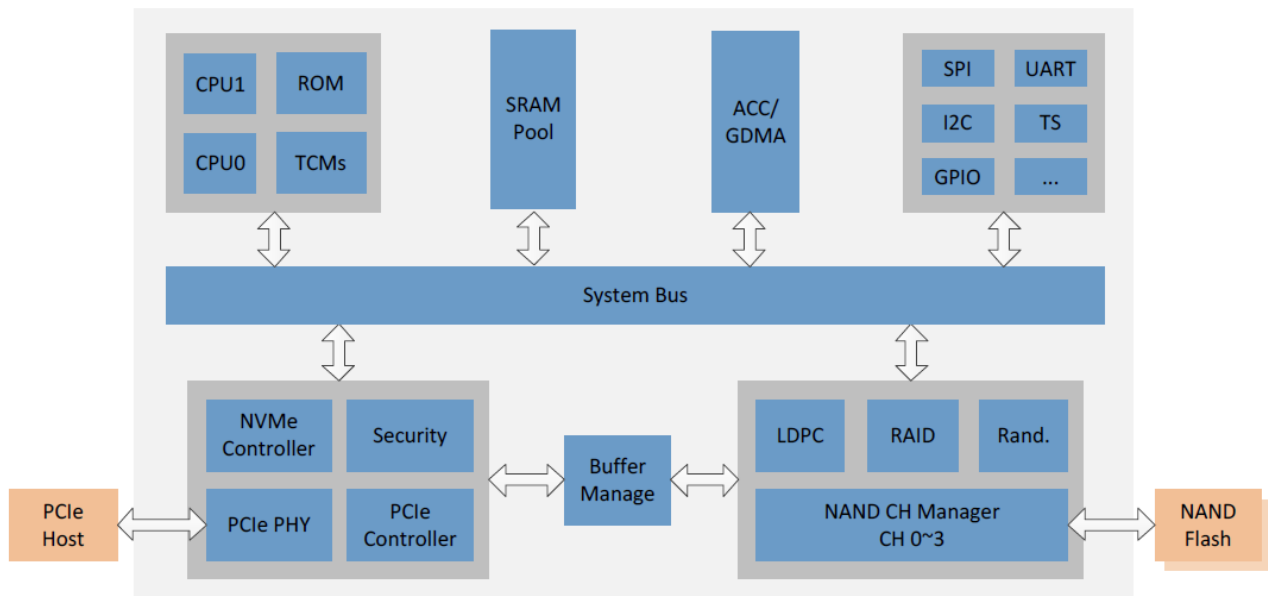 CPU1
ROM
CPU0
TCMs
SRAM
Pool
ACC/
GDMA
SPI
UART
I2C
TS
GPIO
...
System Bus
NVMe
Controller
Security
PCIe PHY
PCIe
Controller
Buffer
Manage
LDPC
RAID
Rand.
NAND CH Manager
CH 0~3
PCIe
Host
NAND
Flash